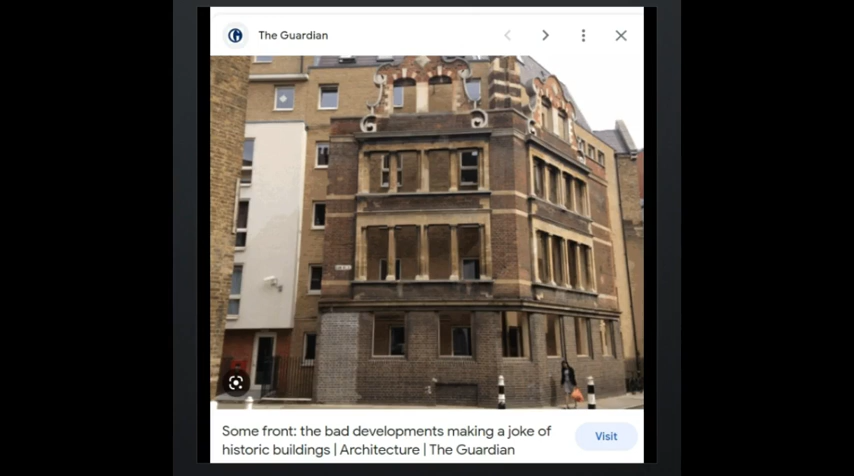 The Guardian
Some front: the bad developments making a joke of
historic buildings | Architecture | The Guardian
Visit